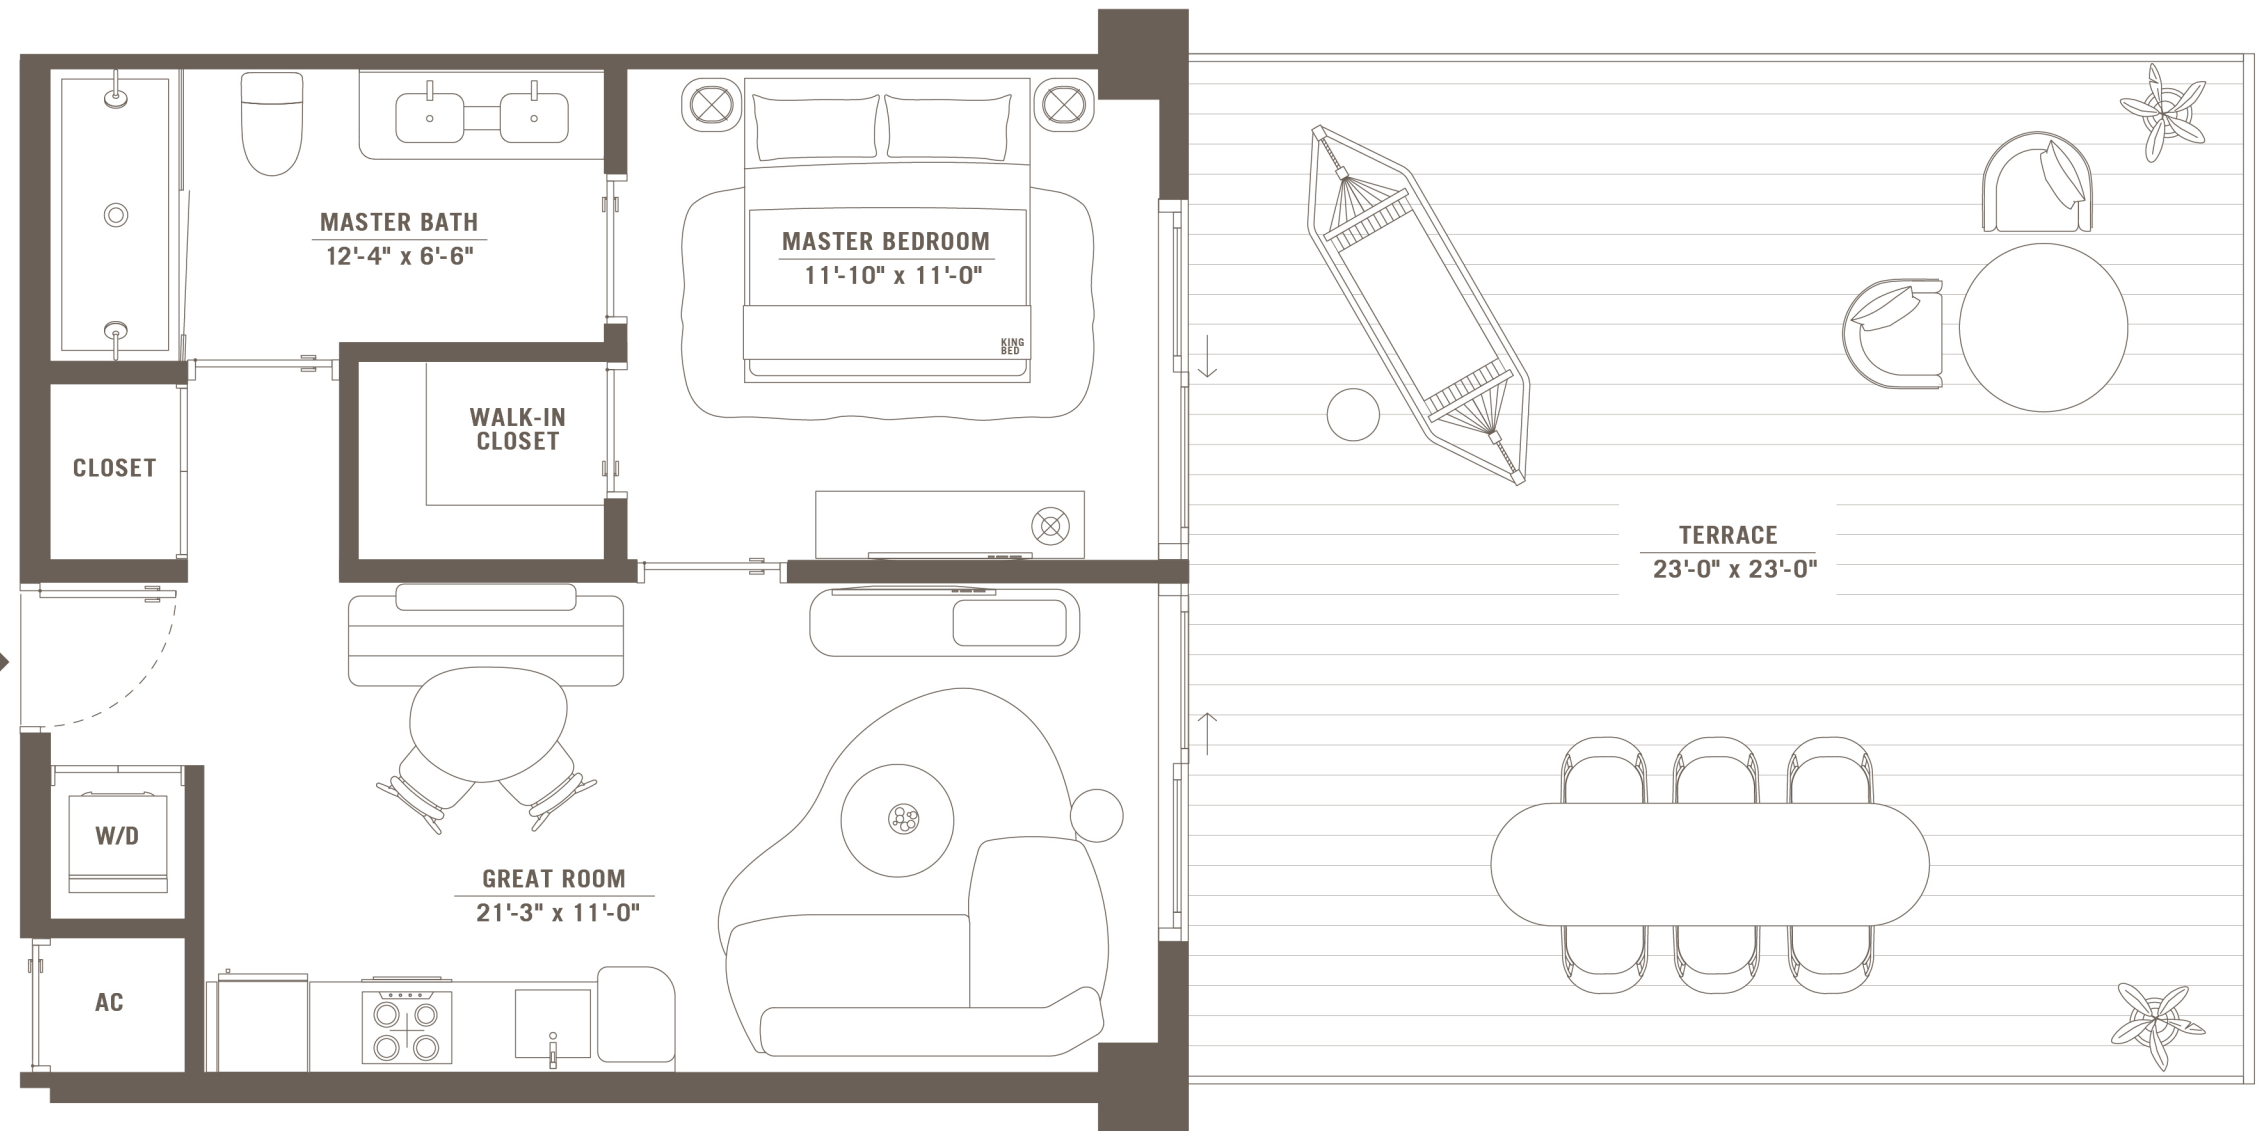 MASTER BATH
12'-4" x 6'-6"
MASTER BEDROOM
11'-10" x 11'-0"
KING
BED
WALK-IN
CLOSET
CLOSET
TERRACE
23'-0" x 23'-0"
W/D
GREAT ROOM
21'-3" x 11'-0"
AC